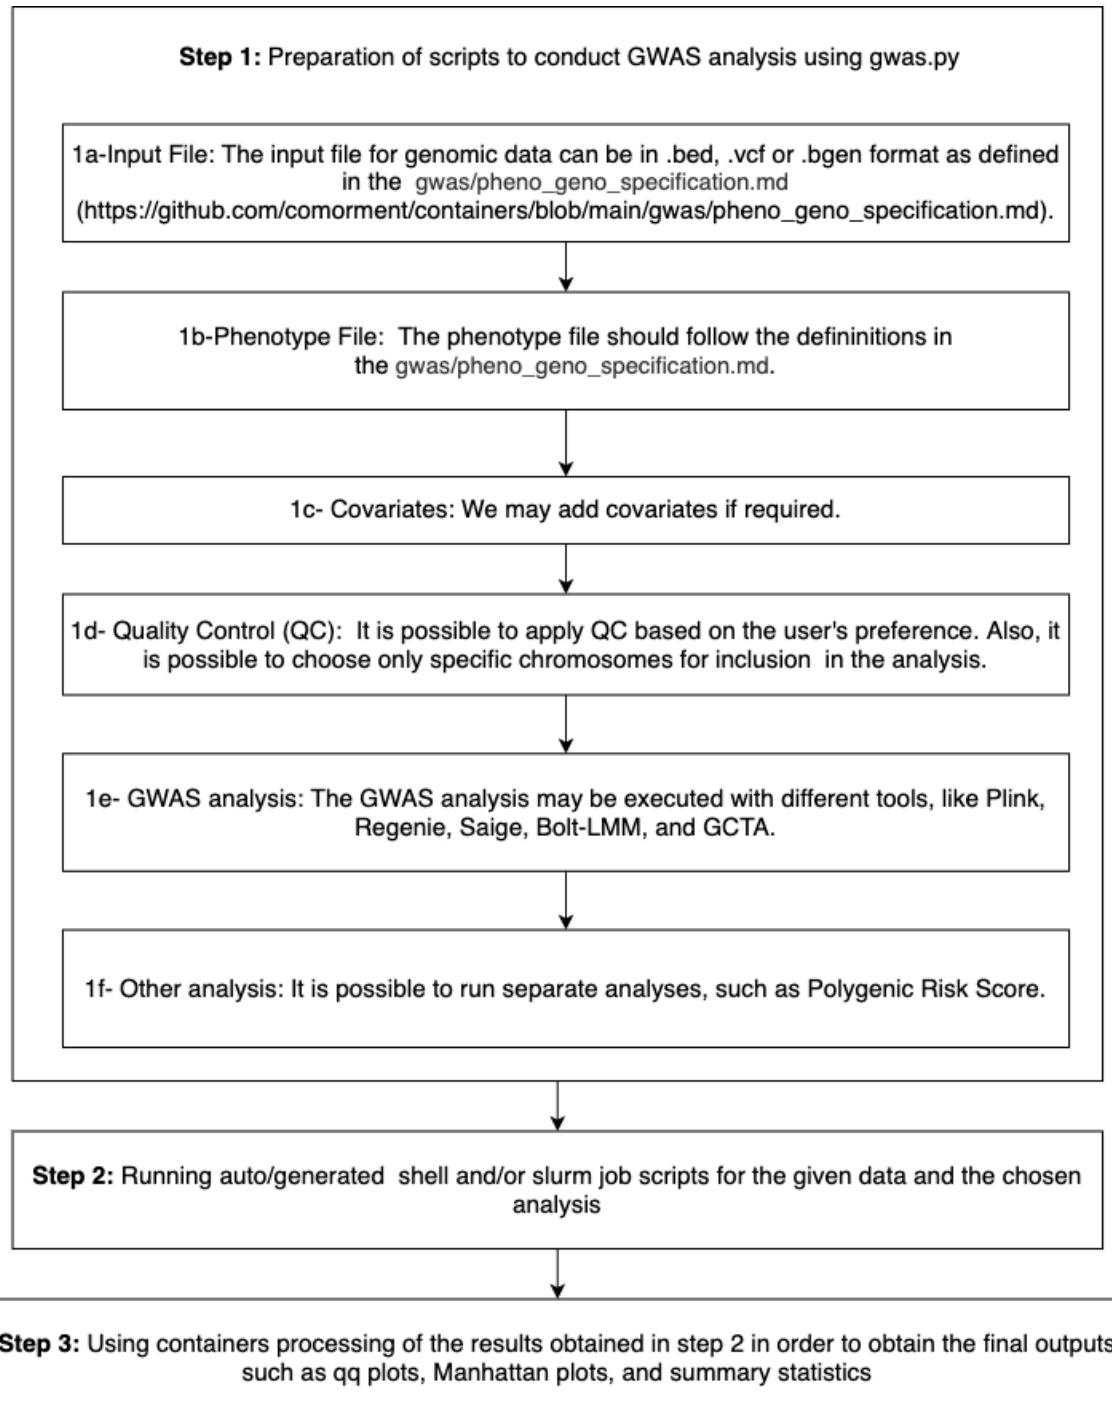 Step 1: Preparation of scripts to conduct GWAS analysis using gwas.py
1a-Input File: The input file for genomic data can be in .bed, .vcf or .bgen format as defined
in the gwas/pheno_geno_specification.md
(https://github.com/comorment/containers/blob/main/gwas/pheno_geno_specification.md).
1b-Phenotype File: The phenotype file should follow the defininitions in
the gwas/pheno_geno_specification.md.
1c- Covariates: We may add covariates if required.
1d- Quality Control (QC): It is possible to apply QC based on the user's preference. Also, it
is possible to choose only specific chromosomes for inclusion in the analysis.
1e- GWAS analysis: The GWAS analysis may be executed with different tools, like Plink,
Regenie, Saige, Bolt-LMM, and GCTA.
1f- Other analysis: It is possible to run separate analyses, such as Polygenic Risk Score.
Step 2: Running auto/generated shell and/or slurm job scripts for the given data and the chosen
analysis
Step 3: Using containers processing of the results obtained in step 2 in order to obtain the final outputs
such as qq plots, Manhattan plots, and summary statistics